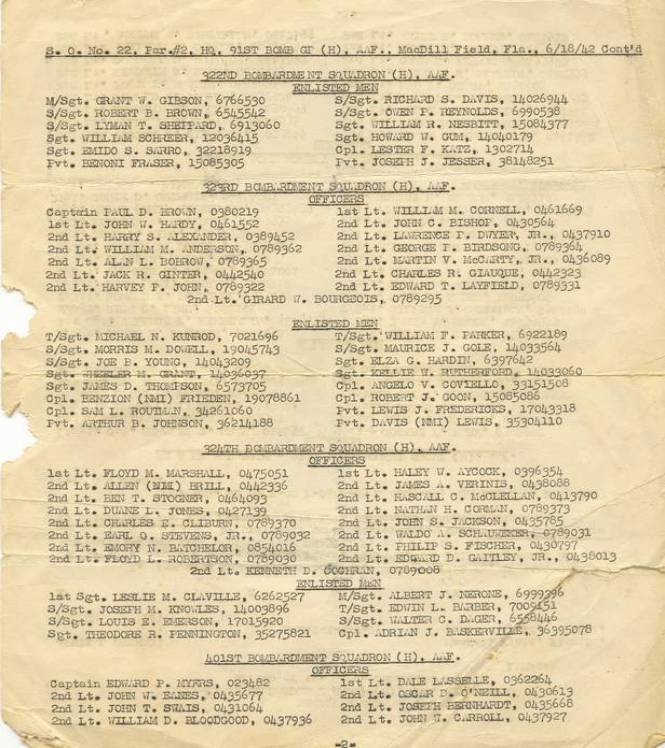 S. O. No. 22, Par.#2, HQ, 91ST BOMB GP (H), AAF., MacDill Field, Fla., 6/18/42 Cont'd
322ND BOMBARDMENT SQUADRON (H), AAF.
ENLISTED MEN
M/Sgt. GRANT W. GIBSON, 6766530 S/Sgt. RICHARD S. DAVIS, 14026944
S/Sgt. ROBERT B. BROWN, 6545542 S/Sgt. OWEN P. REYNOLDS, 6990538
S/Sgt. LYMAN T. SHEPPARD, 6913060 Sgt. WILLIAM R. NESBITT, 15084377
Sgt. WILLIAM SCHREER, 12036415 Sgt. HOWARD W. GUM, 14040179
Sgt. EMIDO S. SARRO, 32218919 Cpl. LESTER F. KATZ, 1302714
Pvt. BENONI FRASER, 15085305 Pvt. JOSEPH J. JESSER, 38148251
323RD BOMBARDMENT SQUADRON (H), AAF.
OFFICERS
Captain PAUL D. BROWN, 0380219 1st Lt. WILLIAM M. CORNELL, 0461669
1st Lt. JOHN W. HARDY, 0461552 2nd Lt. JOHN C. BISHOP, 0430564
2nd Lt. HARRY S. ALEXANDER, 0389452 2nd Lt. LAWRENCE P. DWYER, JR., 0437910
2nd Lt. WILLIAM M. ANDERSON, 0789362 2nd Lt. GEORGE P. BIRDSONG, 0789364
2nd Lt. ALAN L. BOBROW, 0789365 2nd Lt. MARTIN V. McCARTY, JR., 0436089
2nd Lt. JACK R. GINTER, 0442540 2nd Lt. CHARLES R. GIAUQUE, 0442323
2nd Lt. HARVEY P. JOHN, 0789322 2nd Lt. EDWARD T. LAYFIELD, 0789331
2nd Lt. GIRARD W. BOURGEOIS, 0789295
ENLISTED MEN
T/Sgt. MICHAEL N. KUNROD, 7021696 T/Sgt. WILLIAM F. PARKER, 6922189
S/Sgt. MORRIS M. DOWELL, 19045743 S/Sgt. MAURICE J. GOLE, 14033564
S/Sgt. JOE B. YOUNG, 14043209 Sgt. ELZA G. HARDIN, 6397642
Sgt. WHEELER M. GRANT, 14036037 Sgt. KELLIE W. RUTHERFORD, 14033060
Sgt. JAMES D. THOMPSON, 6573705 Cpl. ANGELO V. COVIELLO, 33151508
Cpl. BENZION (NMI) FRIEDEN, 19078861 Cpl. ROBERT J. GOON, 15085086
Cpl. SAM L. ROUTMAN, 34261060 Pvt. LEWIS J. FREDERICKS, 17043318
Pvt. ARTHUR B. JOHNSON, 36214188 Pvt. DAVIS (NMI) LEWIS, 35304110
324TH BOMBARDMENT SQUADRON (H), AAF.
OFFICERS
1st Lt. FLOYD M. MARSHALL, 0475051 1st Lt. HALEY W. AYCOCK, 0396354
2nd Lt. ALLEN (NMI) BRILL, 0442336 2nd Lt. JAMES A. VERINIS, 0438088
2nd Lt. BEN T. STOGNER, 0464093 2nd Lt. HASCALL C. McCLELLAN, 0413790
2nd Lt. DUANE L. JONES, 0427139 2nd Lt. NATHAN H. CORMAN, 0789373
2nd Lt. CHARLES E. CLIBURN, 0789370 2nd Lt. JOHN S. JACKSON, 0435785
2nd Lt. EARL O. STEVENS, JR., 0789032 2nd Lt. WALDO A. SCHAUWEKER, 0789031
2nd Lt. EMORY N. BATCHELOR, 0854016 2nd Lt. PHILIP S. FISCHER, 0430797
2nd Lt. FLOYD L. ROBERTSON, 0789030 2nd Lt. EDWARD D. GAITLEY, JR., 0438013
2nd Lt. KENNETH D. COCHRAN, 0789008
ENLISTED MEN
1st Sgt. LESLIE M. CLAVILLE, 6262527 M/Sgt. ALBERT J. NERONE, 6999396
S/Sgt. JOSEPH M. KNOWLES, 14003896 T/Sgt. EDWIN L. BARBER, 7009151
S/Sgt. LOUIS E. EMERSON, 17015920 S/Sgt. WALTER C. DAGER, 6558446
Sgt. THEODORE R. PENNINGTON, 35275821 Cpl. ADRIAN J. BASKERVILLE, 36395078
401ST BOMBARDMENT SQUADRON (H), AAF.
OFFICERS
Captain EDWARD P. MYERS, 023482 1st Lt. DALE LASSELLE, 0362264
2nd Lt. JOHN W. EANES, 0435677 2nd Lt. OSCAR D. O'NEILL, 0430613
2nd Lt. JOHN T. SWAIS, 0431064 2nd Lt. JOSEPH BERNHARDT, 0435668
2nd Lt. WILLIAM D. BLOODGOOD, 0437936 2nd Lt. JOHN W. CARROLL, 0437927
-2-